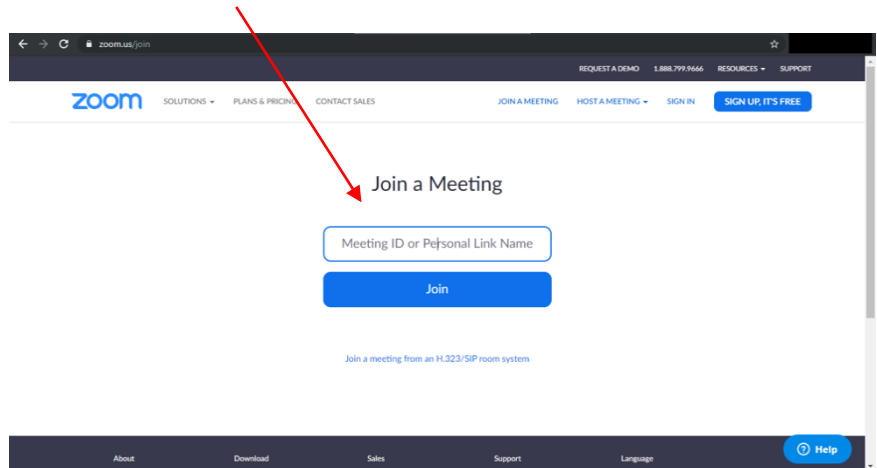 zoom.us/join
REQUEST A DEMO 1.888.799.9666 RESOURCES SUPPORT
zoom SOLUTIONS PLANS & PRICING CONTACT SALES JOIN A MEETING HOST A MEETING SIGN IN SIGN UP, IT'S FREE
Join a Meeting
Meeting ID or Personal Link Name
Join
Join a meeting from an H.323/SIP room system
About Download Sales Support Language
Help